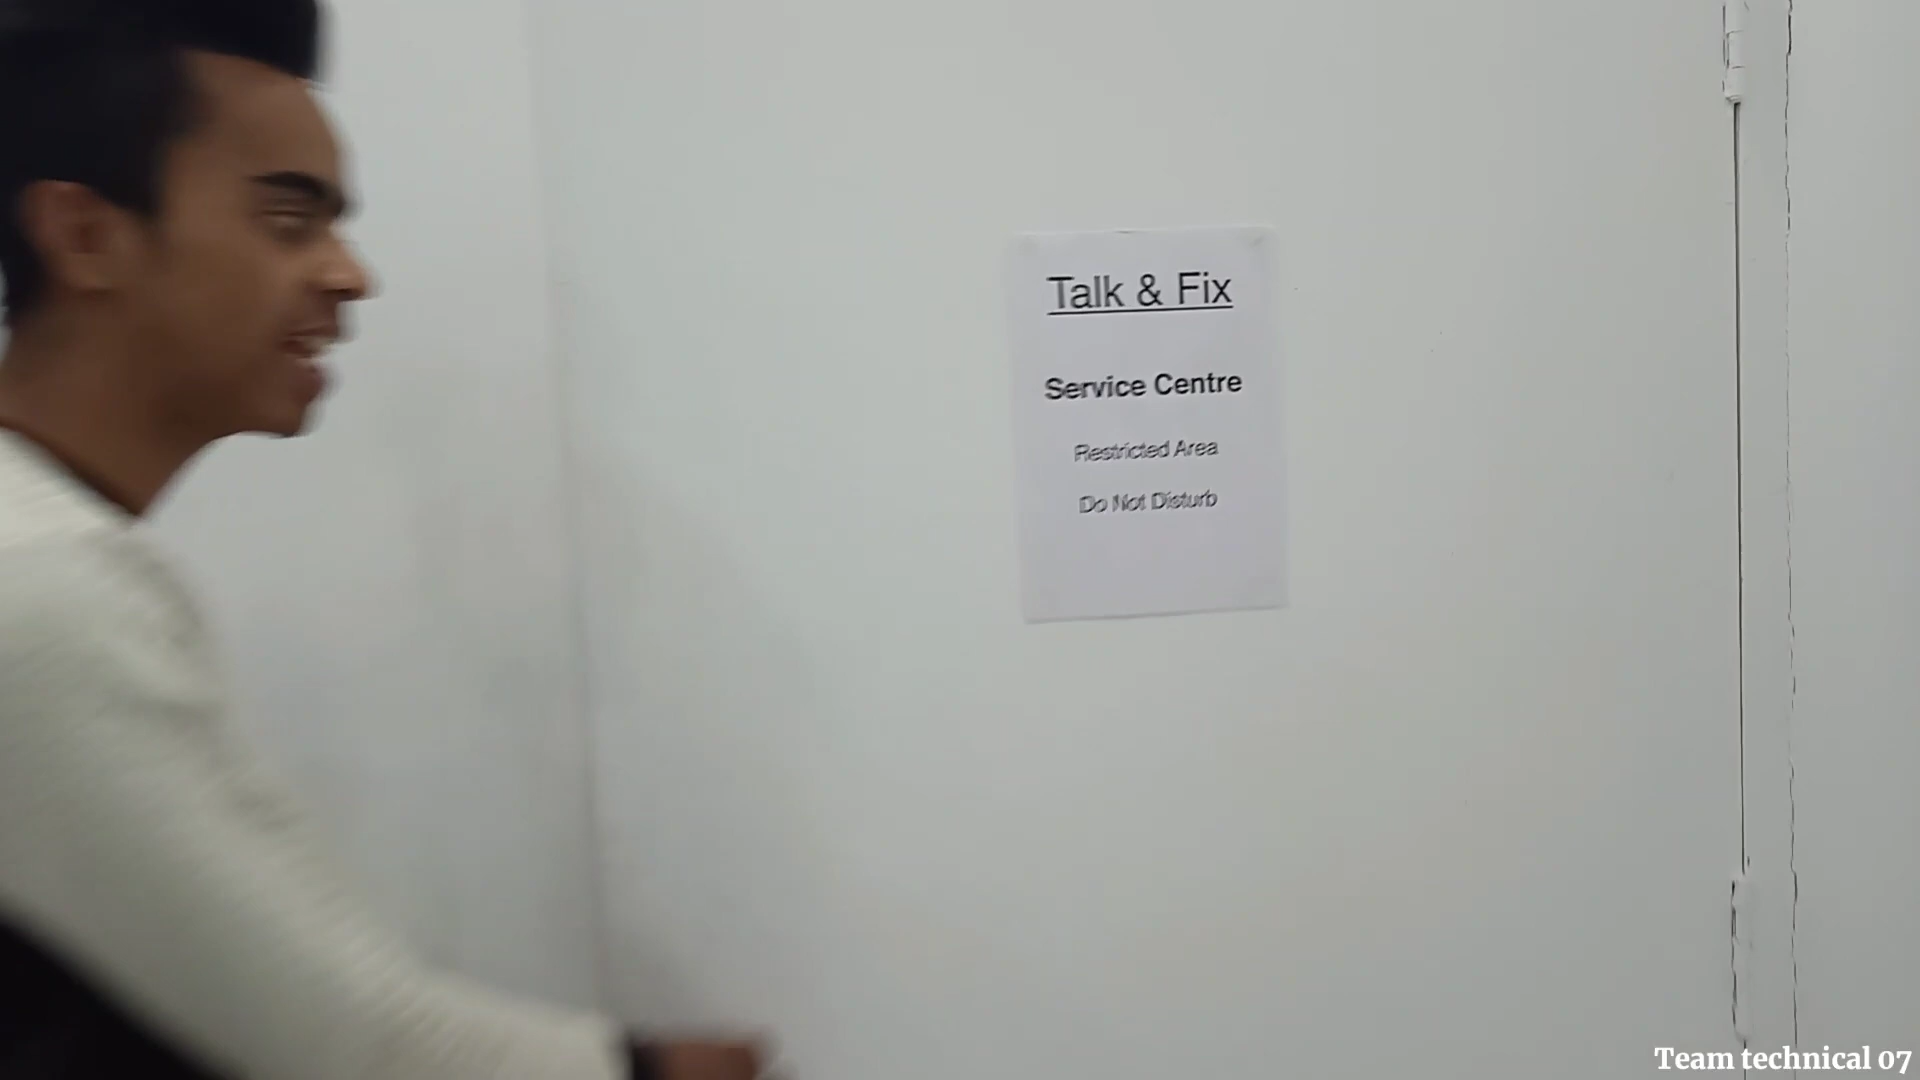 Talk & Fix
Service Centre
Restricted Area
Do Not Disturb
Team technical 07